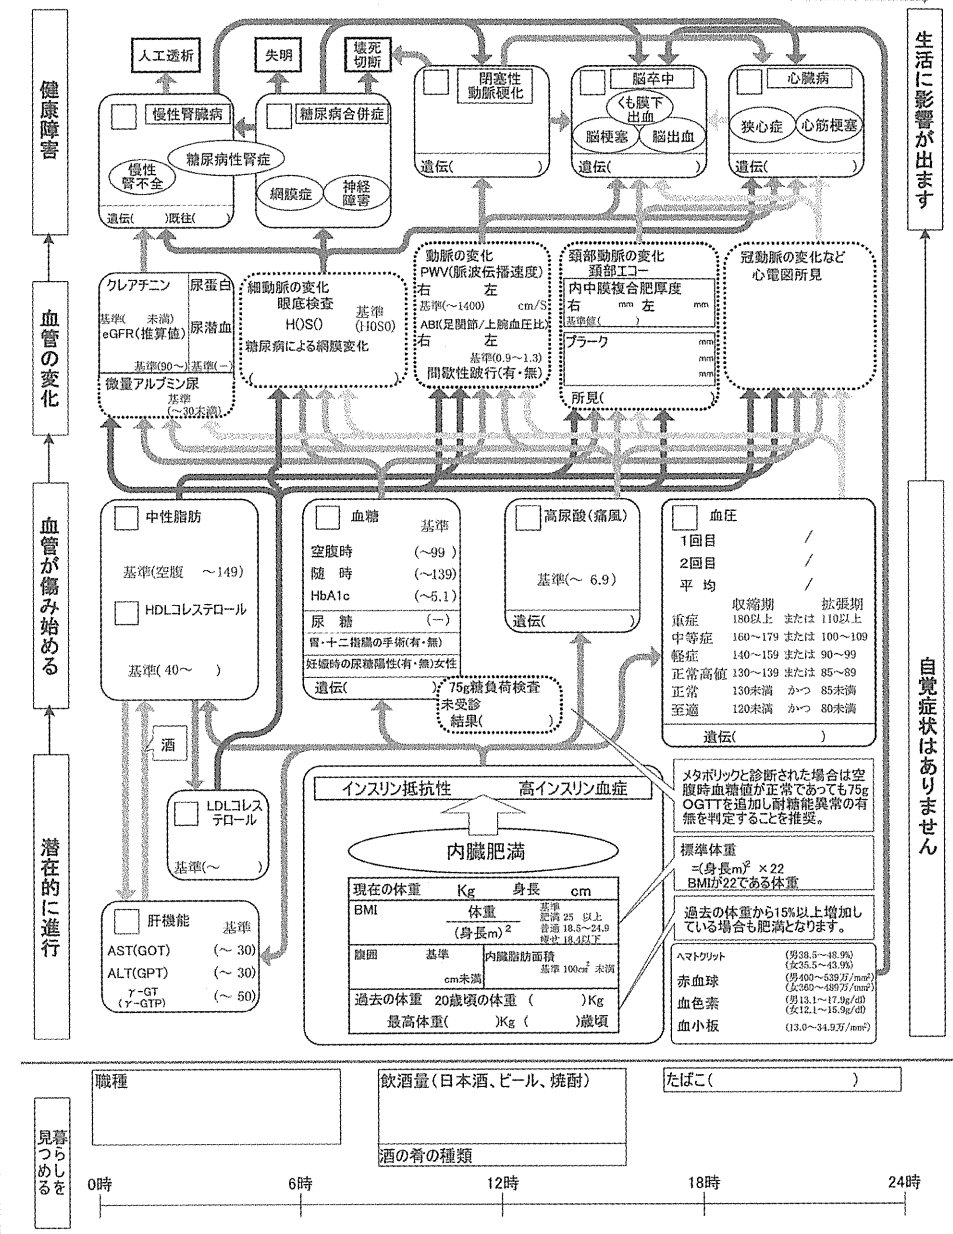 健康障害
血管の変化
血管が傷み始める
潜在的に進行
暮らしを見つめる
生活に影響が出ます
自覚症状はありません
人工透析
失明
壊死
切断
慢性腎臓病
糖尿病性腎症
慢性
腎不全
遺伝( )既往( )
糖尿病合併症
網膜症
神経
障害
閉塞性
動脈硬化
遺伝( )
脳卒中
くも膜下
出血
脳梗塞
脳出血
遺伝( )
心臓病
狭心症
心筋梗塞
遺伝( )
クレアチニン
基準( 未満)
eGFR(推算値)
基準(90～)
尿蛋白
尿潜血
基準(－)
微量アルブミン尿
基準
(～30未満)
細動脈の変化
眼底検査
H()S()
基準
(H0S0)
糖尿病による網膜変化
( )
動脈の変化
PWV(脈波伝播速度)
右 左
基準(～1400) cm/S
ABI(足関節/上腕血圧比)
右 左
基準(0.9～1.3)
間歇性跛行(有・無)
頚部動脈の変化
頚部エコー
内中膜複合肥厚度
右 mm 左 mm
基準値( )
プラーク mm
mm
mm
所見( )
冠動脈の変化など
心電図所見
中性脂肪
基準(空腹 ～149)
HDLコレステロール
基準(40～ )
血糖
基準
空腹時 (～99 )
随 時 (～139)
HbA1c (～5.1)
尿 糖 (－)
胃・十二指腸の手術(有・無)
妊娠時の尿糖陽性(有・無)女性
遺伝( )
75g糖負荷検査
未受診
結果( )
高尿酸(痛風)
基準(～ 6.9)
遺伝( )
血圧
1回目 /
2回目 /
平 均 /
収縮期 拡張期
重症 180以上 または 110以上
中等症 160～179 または 100～109
軽症 140～159 または 90～99
正常高値 130～139 または 85～89
正常 130未満 かつ 85未満
至適 120未満 かつ 80未満
遺伝( )
酒
LDLコレス
テロール
基準(～ )
肝機能
基準
AST(GOT) (～ 30)
ALT(GPT) (～ 30)
γ-GT
(γ-GTP) (～ 50)
インスリン抵抗性 高インスリン血症
内臓肥満
現在の体重 Kg 身長 cm
BMI
体重
(身長m)²
基準
肥満 25 以上
普通 18.5～24.9
痩せ 18.4以下
腹囲 基準
cm未満
内臓脂肪面積
基準 100cm² 未満
過去の体重 20歳頃の体重 ( )Kg
最高体重( )Kg ( )歳頃
メタボリックと診断された場合は空
腹時血糖値が正常であっても75g
OGTTを追加し耐糖能異常の有
無を判定することを推奨。
標準体重
=(身長m)² ×22
BMIが22である体重
過去の体重から15%以上増加し
ている場合も肥満となります。
ヘマトクリット (男38.5～48.9%)
(女35.5～43.9%)
赤血球 (男400～539万/mm³)
(女360～489万/mm³)
血色素 (男13.1～17.9g/dl)
(女12.1～15.9g/dl)
血小板 (13.0～34.9万/mm³)
職種
飲酒量(日本酒、ビール、焼酎)
酒の肴の種類
たばこ( )
0時 6時 12時 18時 24時